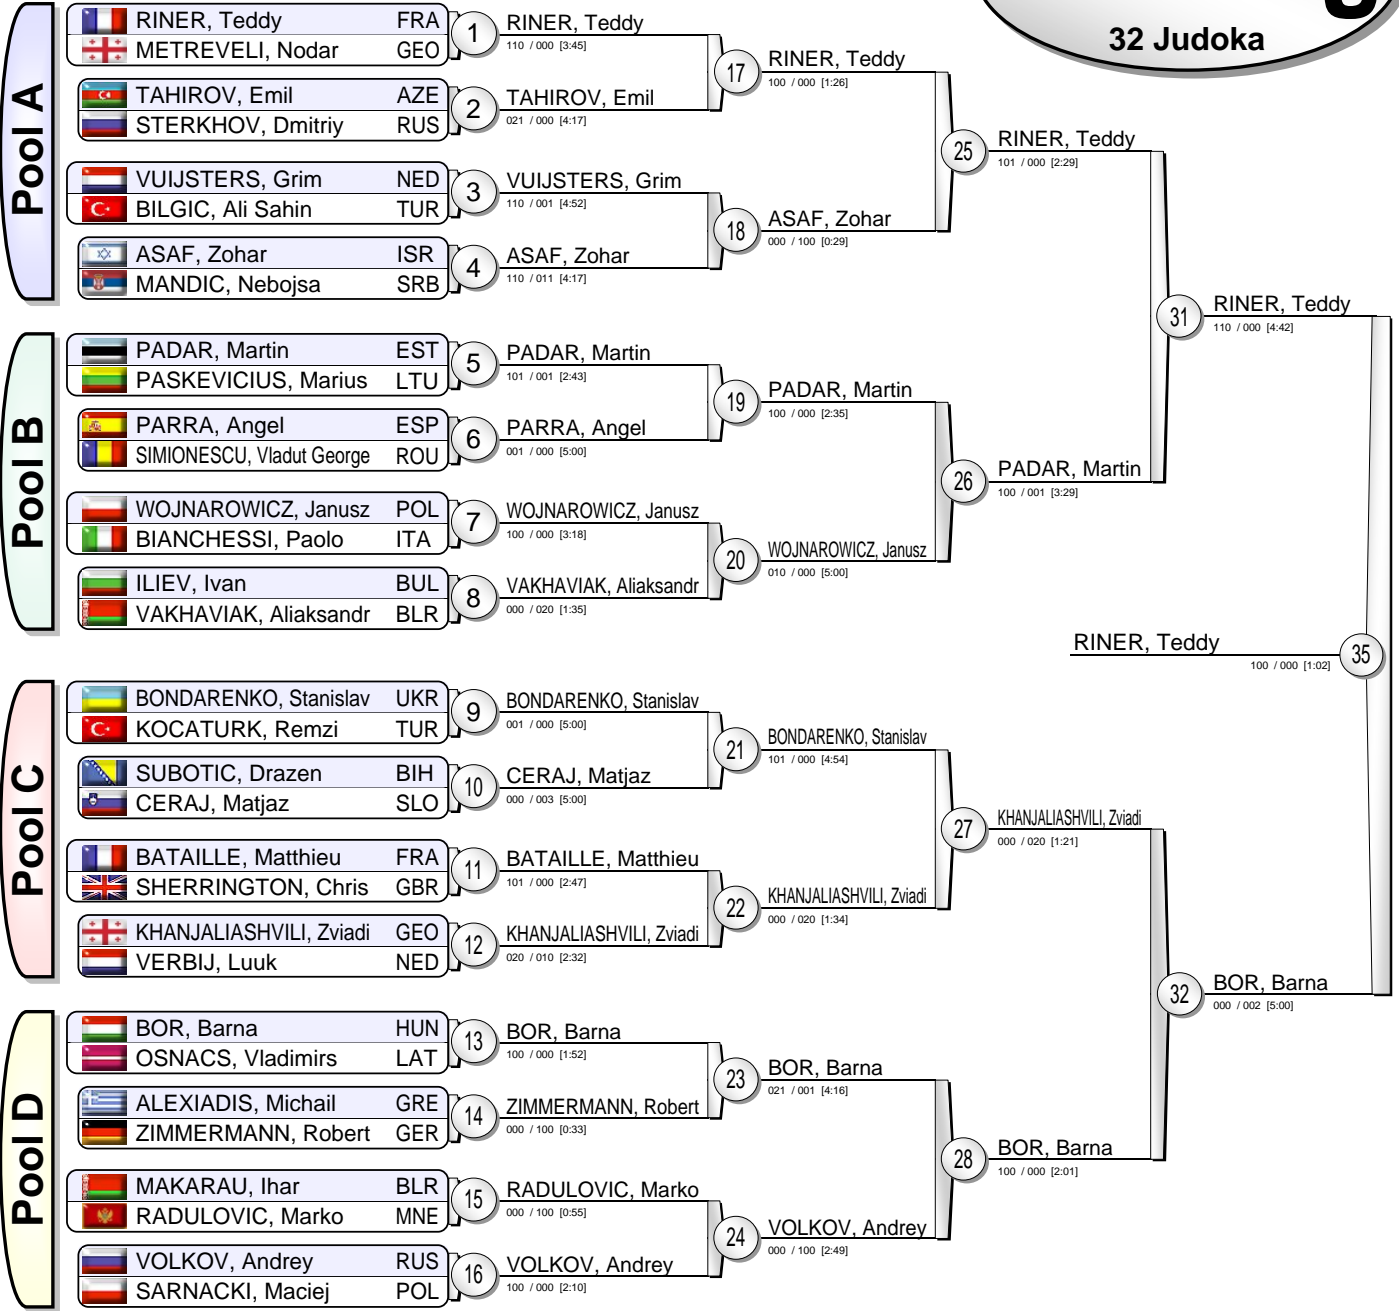 32 Judoka
Pool A
RINER, Teddy FRA
METREVELI, Nodar GEO
1
RINER, Teddy
110 / 000 [3:45]
TAHIROV, Emil AZE
STERKHOV, Dmitriy RUS
2
TAHIROV, Emil
021 / 000 [4:17]
17
RINER, Teddy
100 / 000 [1:26]
VUIJSTERS, Grim NED
BILGIC, Ali Sahin TUR
3
VUIJSTERS, Grim
110 / 001 [4:52]
ASAF, Zohar ISR
MANDIC, Nebojsa SRB
4
ASAF, Zohar
110 / 011 [4:17]
18
ASAF, Zohar
000 / 100 [0:29]
25
RINER, Teddy
101 / 000 [2:29]
Pool B
PADAR, Martin EST
PASKEVICIUS, Marius LTU
5
PADAR, Martin
101 / 001 [2:43]
PARRA, Angel ESP
SIMIONESCU, Vladut George ROU
6
PARRA, Angel
001 / 000 [5:00]
19
PADAR, Martin
100 / 000 [2:35]
WOJNAROWICZ, Janusz POL
BIANCHESSI, Paolo ITA
7
WOJNAROWICZ, Janusz
100 / 000 [3:18]
ILIEV, Ivan BUL
VAKHAVIAK, Aliaksandr BLR
8
VAKHAVIAK, Aliaksandr
000 / 020 [1:35]
20
WOJNAROWICZ, Janusz
010 / 000 [5:00]
26
PADAR, Martin
100 / 001 [3:29]
31
RINER, Teddy
110 / 000 [4:42]
Pool C
BONDARENKO, Stanislav UKR
KOCATURK, Remzi TUR
9
BONDARENKO, Stanislav
001 / 000 [5:00]
SUBOTIC, Drazen BIH
CERAJ, Matjaz SLO
10
CERAJ, Matjaz
000 / 003 [5:00]
21
BONDARENKO, Stanislav
101 / 000 [4:54]
BATAILLE, Matthieu FRA
SHERRINGTON, Chris GBR
11
BATAILLE, Matthieu
101 / 000 [2:47]
KHANJALIASHVILI, Zviadi GEO
VERBIJ, Luuk NED
12
KHANJALIASHVILI, Zviadi
020 / 010 [2:32]
22
KHANJALIASHVILI, Zviadi
000 / 020 [1:34]
27
KHANJALIASHVILI, Zviadi
000 / 020 [1:21]
Pool D
BOR, Barna HUN
OSNACS, Vladimirs LAT
13
BOR, Barna
100 / 000 [1:52]
ALEXIADIS, Michail GRE
ZIMMERMANN, Robert GER
14
ZIMMERMANN, Robert
000 / 100 [0:33]
23
BOR, Barna
021 / 001 [4:16]
MAKARAU, Ihar BLR
RADULOVIC, Marko MNE
15
RADULOVIC, Marko
000 / 100 [0:55]
VOLKOV, Andrey RUS
SARNACKI, Maciej POL
16
VOLKOV, Andrey
100 / 000 [2:10]
24
VOLKOV, Andrey
000 / 100 [2:49]
28
BOR, Barna
100 / 000 [2:01]
32
BOR, Barna
000 / 002 [5:00]
RINER, Teddy
100 / 000 [1:02]
35